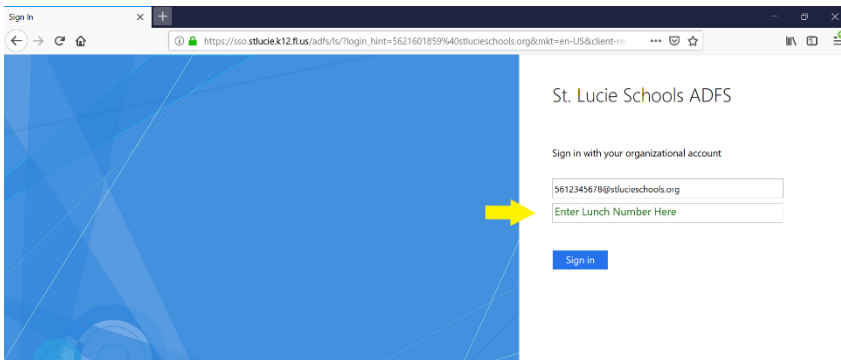 Sign In
https://sso.stlucie.k12.fl.us/adfs/ls/?login_hint=5621601859%40stlucieschools.org&mkt=en-US&client-re
St. Lucie Schools ADFS
Sign in with your organizational account
5612345678@stlucieschools.org
Enter Lunch Number Here
Sign in